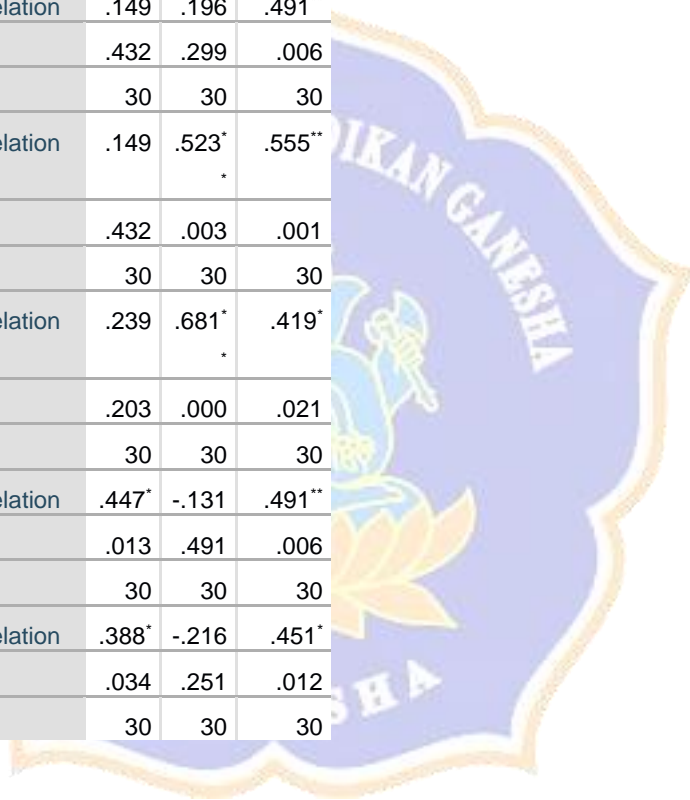 elation .149 .196 .491
.432 .299 .006
30 30 30
elation .149 .523* .555**
*
.432 .003 .001
30 30 30
elation .239 .681* .419*
*
.203 .000 .021
30 30 30
elation .447* -.131 .491**
.013 .491 .006
30 30 30
elation .388* -.216 .451*
.034 .251 .012
30 30 30
DIKAN GANESHA
SHA